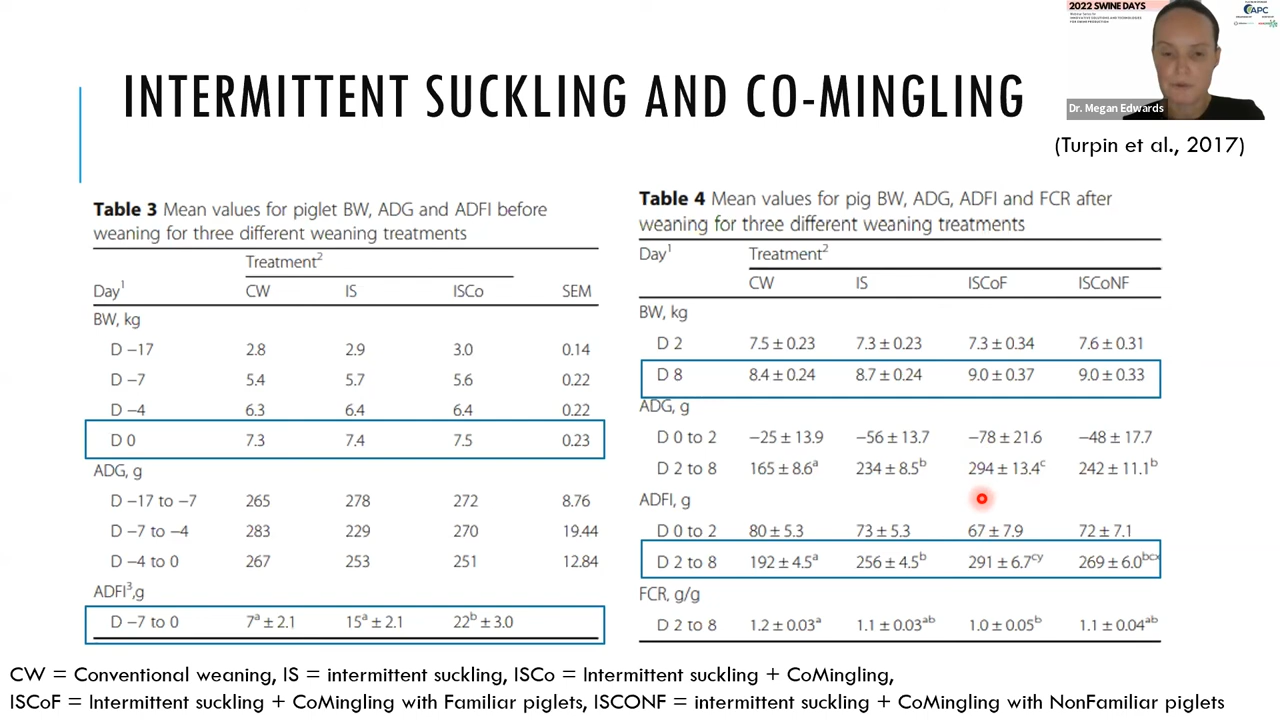 2022 SWINE DAYS
APC
Dr. Megan Edwards
INTERMITTENT SUCKLING AND CO-MINGLING
(Turpin et al., 2017)
Table 3 Mean values for piglet BW, ADG and ADFI before
weaning for three different weaning treatments
Treatment²
Day¹ CW IS ISCo SEM
BW, kg
D −17 2.8 2.9 3.0 0.14
D −7 5.4 5.7 5.6 0.22
D −4 6.3 6.4 6.4 0.22
D 0 7.3 7.4 7.5 0.23
ADG, g
D −17 to −7 265 278 272 8.76
D −7 to −4 283 229 270 19.44
D −4 to 0 267 253 251 12.84
ADFI³,g
D −7 to 0 7ᵃ ± 2.1 15ᵃ ± 2.1 22ᵇ ± 3.0
Table 4 Mean values for pig BW, ADG, ADFI and FCR after
weaning for three different weaning treatments
Day¹ Treatment²
CW IS ISCoF ISCoNF
BW, kg
D 2 7.5 ± 0.23 7.3 ± 0.23 7.3 ± 0.34 7.6 ± 0.31
D 8 8.4 ± 0.24 8.7 ± 0.24 9.0 ± 0.37 9.0 ± 0.33
ADG, g
D 0 to 2 −25 ± 13.9 −56 ± 13.7 −78 ± 21.6 −48 ± 17.7
D 2 to 8 165 ± 8.6ᵃ 234 ± 8.5ᵇ 294 ± 13.4ᶜ 242 ± 11.1ᵇ
ADFI, g
D 0 to 2 80 ± 5.3 73 ± 5.3 67 ± 7.9 72 ± 7.1
D 2 to 8 192 ± 4.5ᵃ 256 ± 4.5ᵇ 291 ± 6.7ᶜʸ 269 ± 6.0ᵇᶜˣ
FCR, g/g
D 2 to 8 1.2 ± 0.03ᵃ 1.1 ± 0.03ᵃᵇ 1.0 ± 0.05ᵇ 1.1 ± 0.04ᵃᵇ
CW = Conventional weaning, IS = intermittent suckling, ISCo = Intermittent suckling + CoMingling,
ISCoF = Intermittent suckling + CoMingling with Familiar piglets, ISCONF = intermittent suckling + CoMingling with NonFamiliar piglets